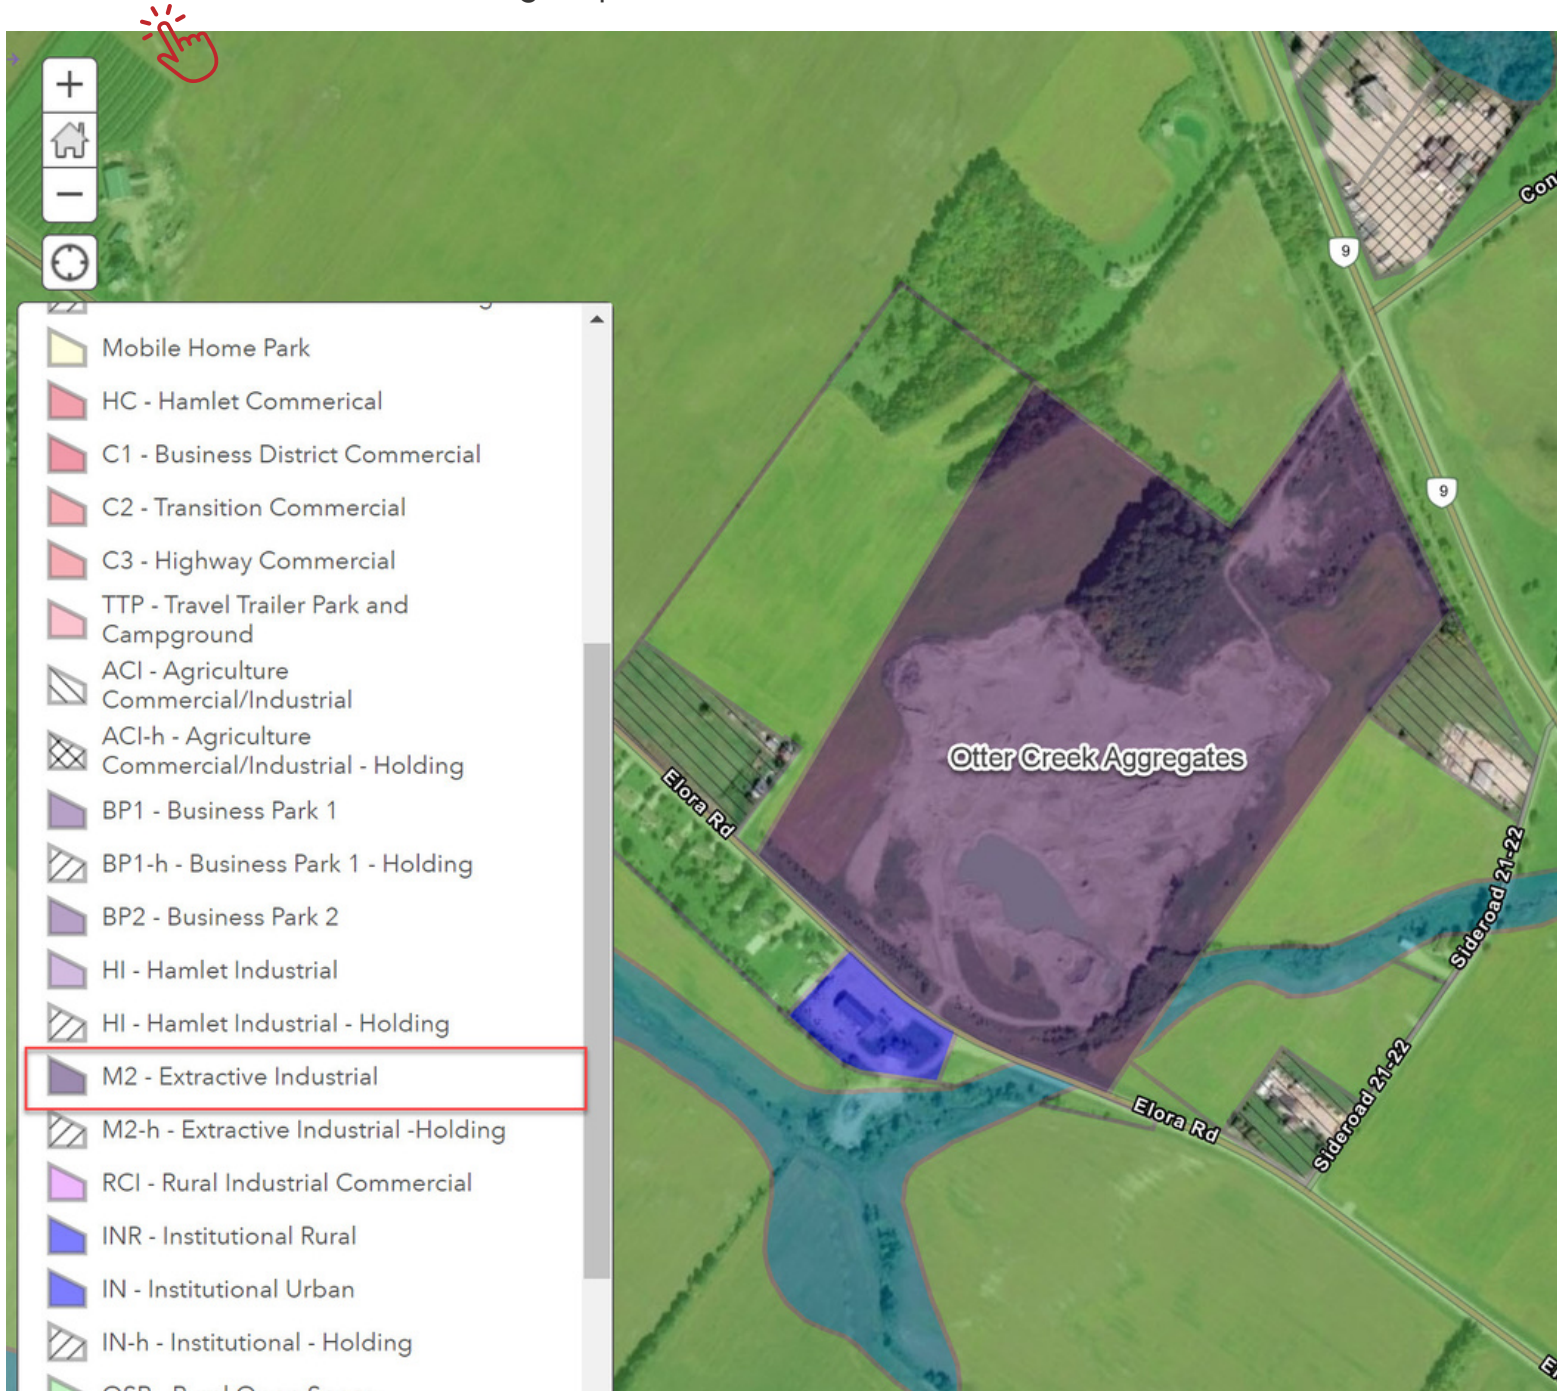 +
−
Mobile Home Park
HC - Hamlet Commerical
C1 - Business District Commercial
C2 - Transition Commercial
C3 - Highway Commercial
TTP - Travel Trailer Park and
Campground
ACI - Agriculture
Commercial/Industrial
ACI-h - Agriculture
Commercial/Industrial - Holding
BP1 - Business Park 1
BP1-h - Business Park 1 - Holding
BP2 - Business Park 2
HI - Hamlet Industrial
HI - Hamlet Industrial - Holding
M2 - Extractive Industrial
M2-h - Extractive Industrial -Holding
RCI - Rural Industrial Commercial
INR - Institutional Rural
IN - Institutional Urban
IN-h - Institutional - Holding
Con
9
9
Otter Creek Aggregates
Elora Rd
Sideroad 21-22
Sideroad 21-22
Elora Rd